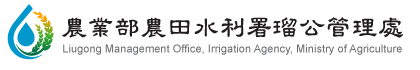 農業部農田水利署瑠公管理處
Liugong Management Office, Irrigation Agency, Ministry of Agriculture